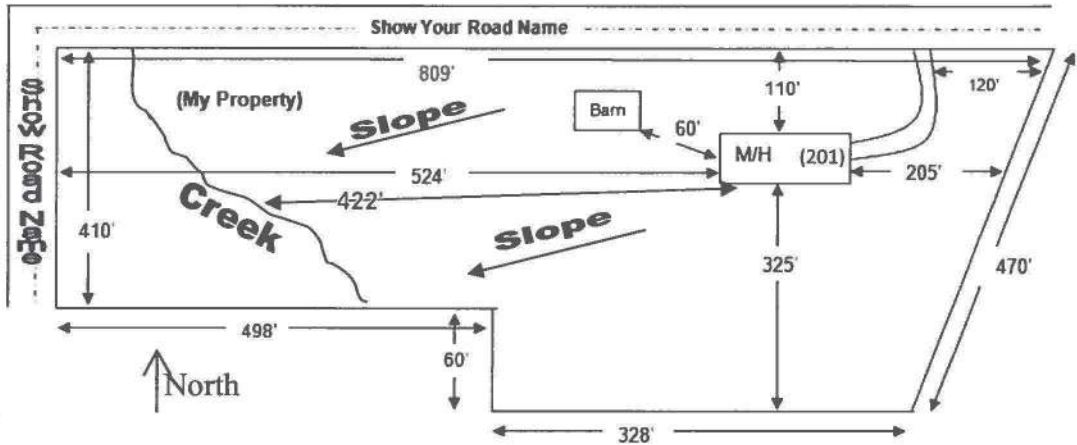 Show Your Road Name
809'
110'
120'
(My Property)
Slope
Barn
60'
M/H (201)
524'
205'
Show Road Name
422'
Creek
410'
Slope
325'
470'
498'
60'
North
328'